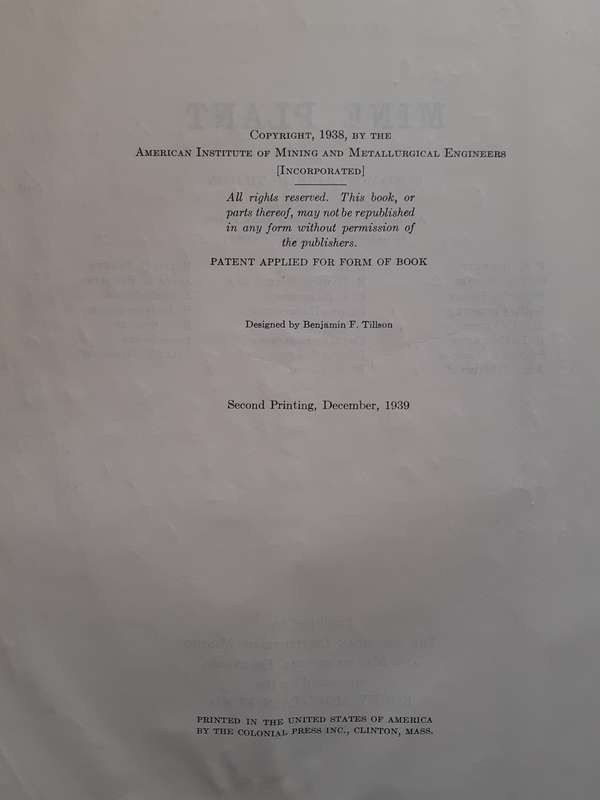 MINE PLANT
COPYRIGHT, 1938, BY THE
AMERICAN INSTITUTE OF MINING AND METALLURGICAL ENGINEERS
[INCORPORATED]
All rights reserved. This book, or
parts thereof, may not be republished
in any form without permission of
the publishers.
PATENT APPLIED FOR FORM OF BOOK
Designed by Benjamin F. Tillson
Second Printing, December, 1939
PRINTED IN THE UNITED STATES OF AMERICA
BY THE COLONIAL PRESS INC., CLINTON, MASS.